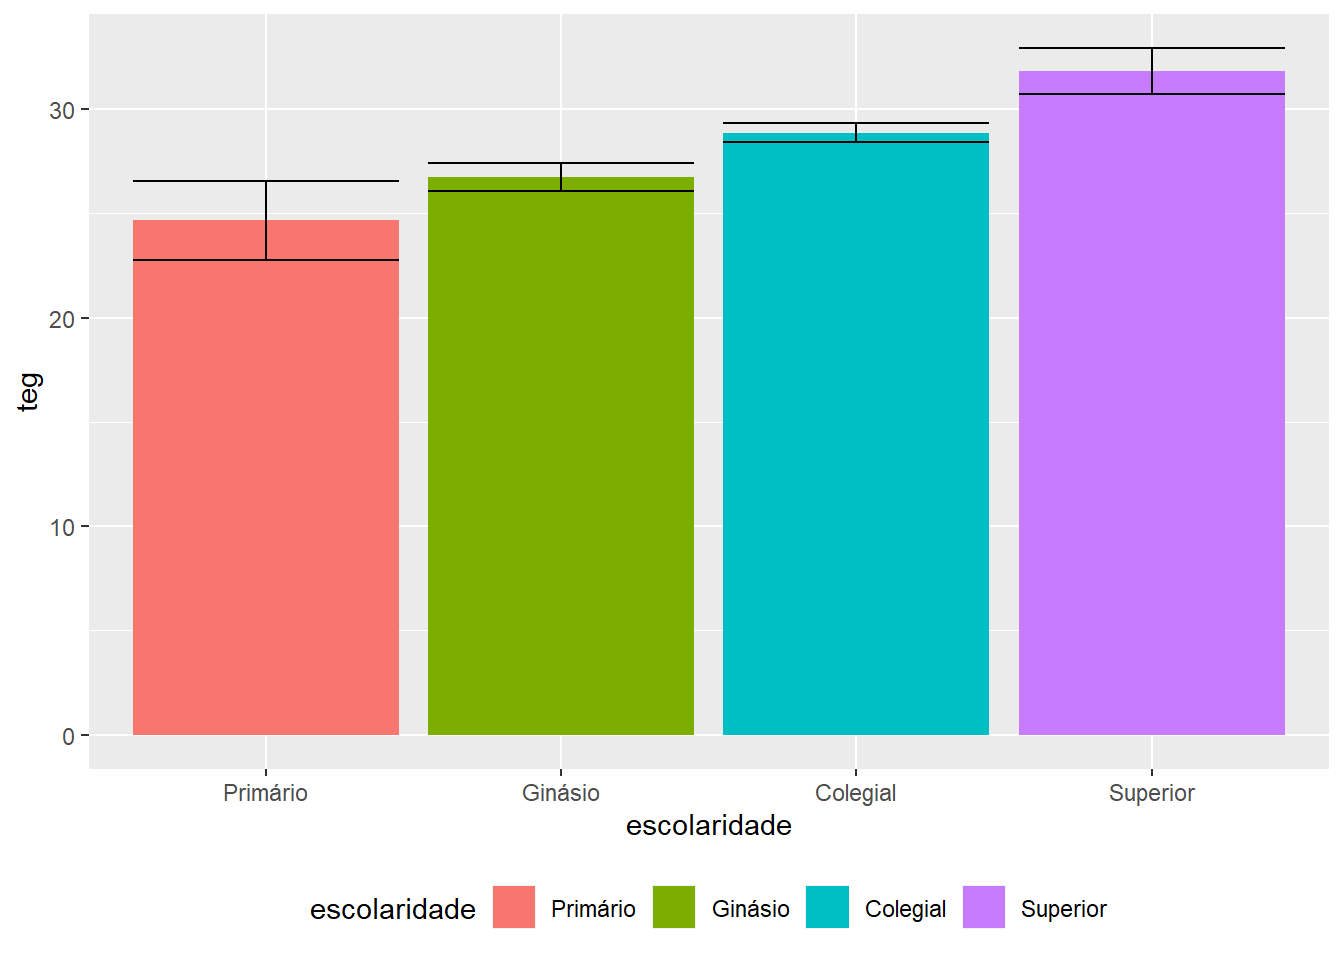 30
20
10
0
teg
Primário Ginásio Colegial Superior
escolaridade
escolaridade Primário Ginásio Colegial Superior